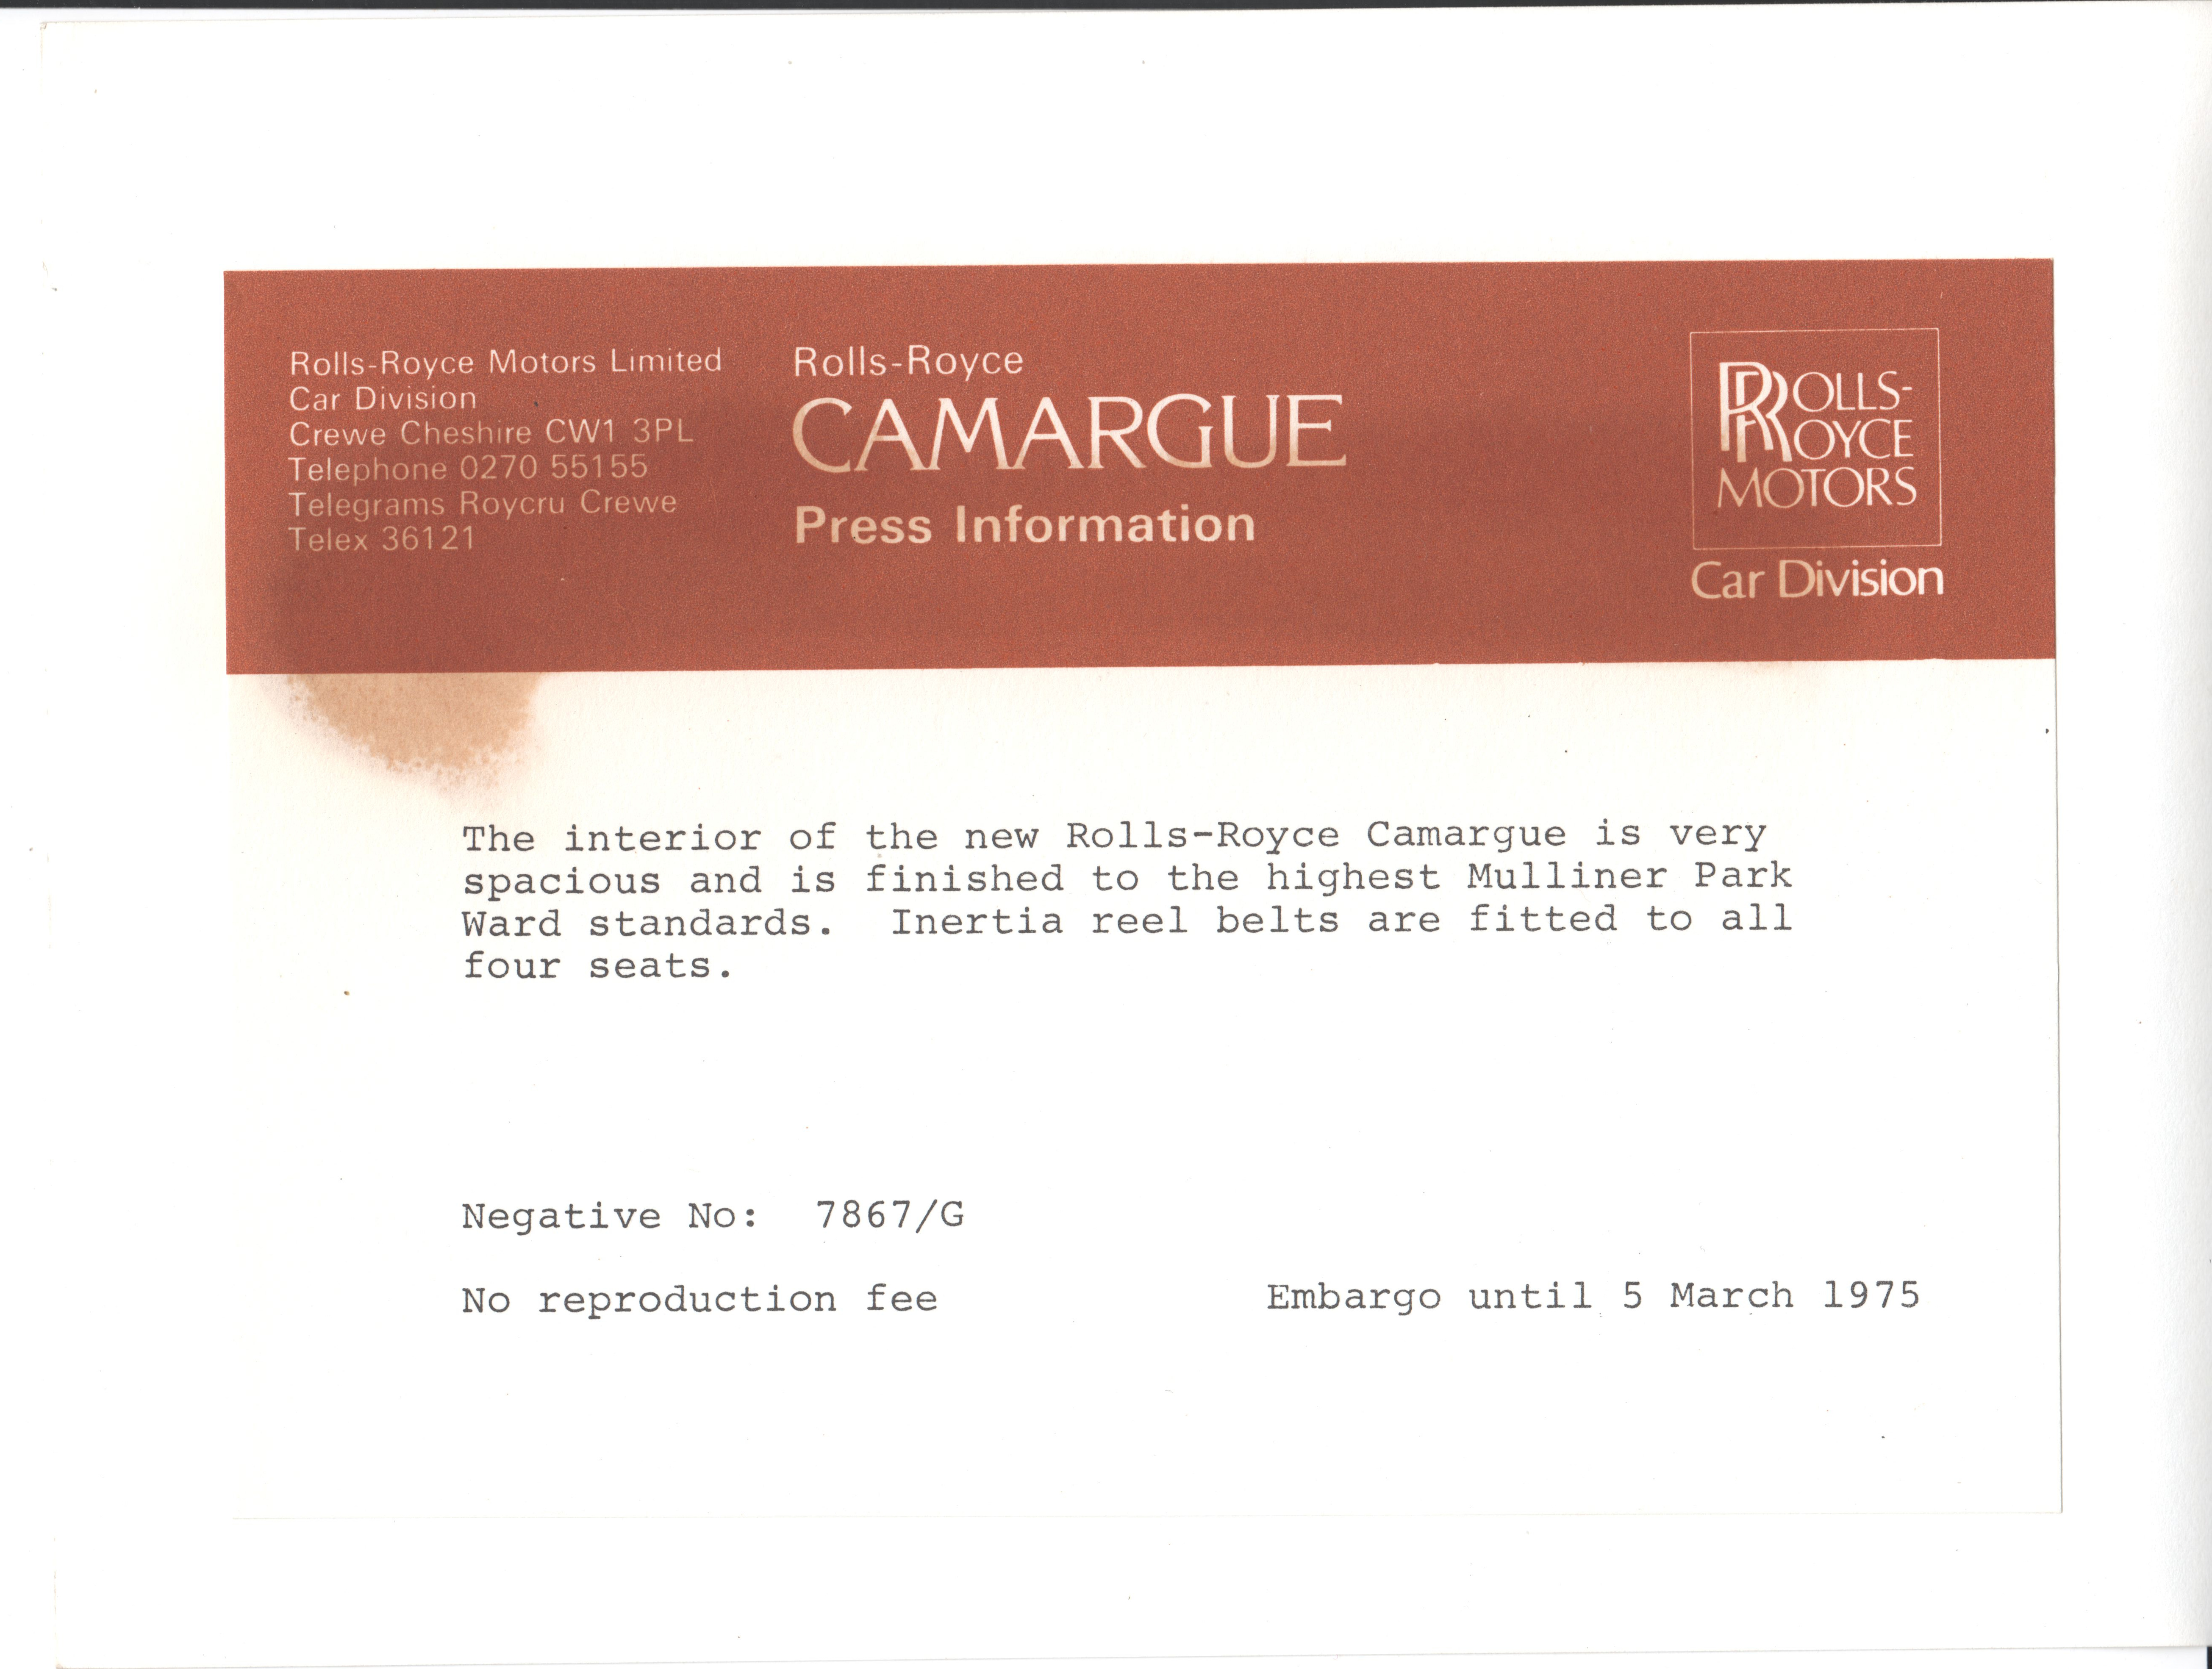 Rolls-Royce Motors Limited
Car Division
Crewe Cheshire CW1 3PL
Telephone 0270 55155
Telegrams Roycru Crewe
Telex 36121
Rolls-Royce
CAMARGUE
Press Information
ROLLS-
ROYCE
MOTORS
Car Division
The interior of the new Rolls-Royce Camargue is very
spacious and is finished to the highest Mulliner Park
Ward standards.  Inertia reel belts are fitted to all
four seats.
Negative No:  7867/G
No reproduction fee
Embargo until 5 March 1975